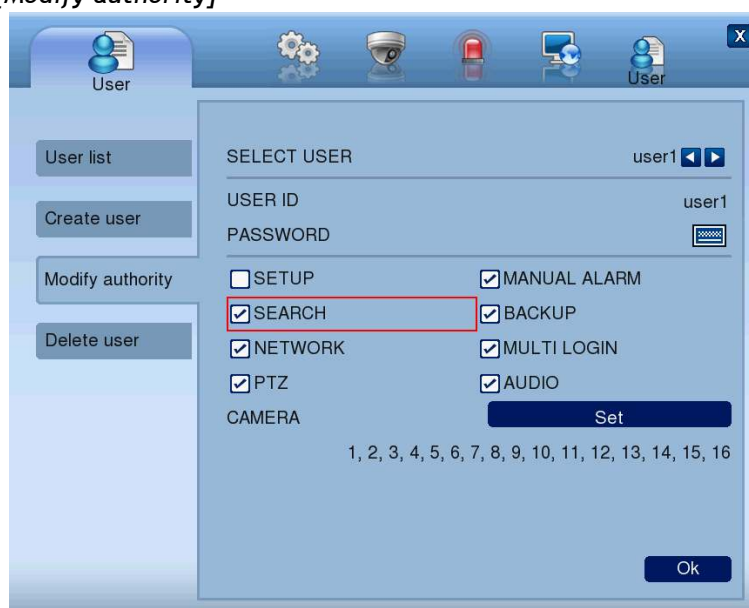 [Modify authority]
X
User
User
User list
Create user
Modify authority
Delete user
SELECT USER user1
USER ID user1
PASSWORD
SETUP MANUAL ALARM
SEARCH BACKUP
NETWORK MULTI LOGIN
PTZ AUDIO
CAMERA Set
1, 2, 3, 4, 5, 6, 7, 8, 9, 10, 11, 12, 13, 14, 15, 16
Ok